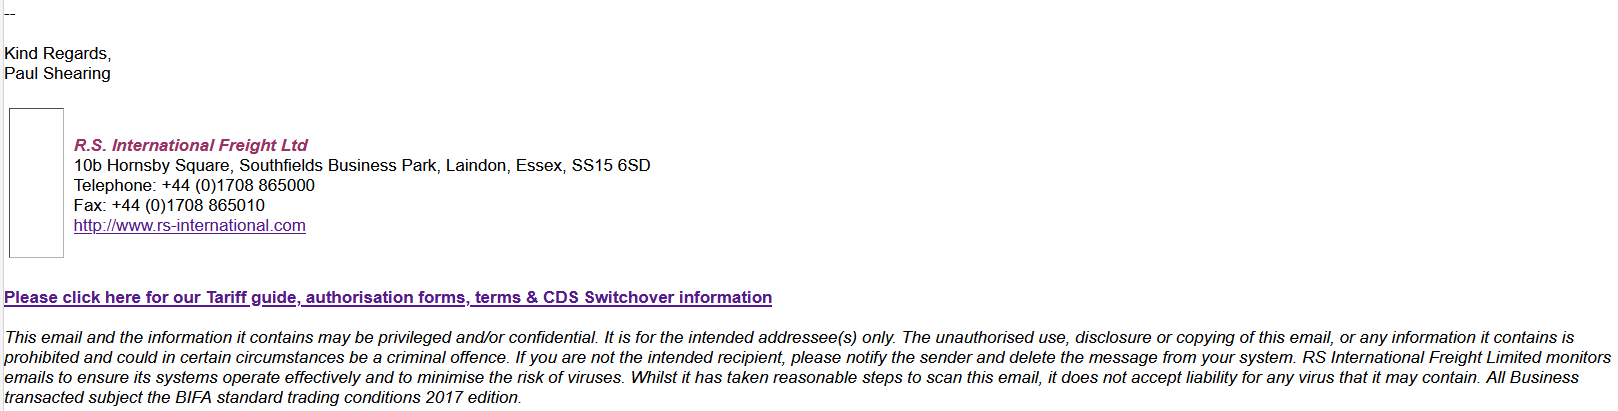 --
Kind Regards,
Paul Shearing
R.S. International Freight Ltd
10b Hornsby Square, Southfields Business Park, Laindon, Essex, SS15 6SD
Telephone: +44 (0)1708 865000
Fax: +44 (0)1708 865010
http://www.rs-international.com
Please click here for our Tariff guide, authorisation forms, terms & CDS Switchover information
This email and the information it contains may be privileged and/or confidential. It is for the intended addressee(s) only. The unauthorised use, disclosure or copying of this email, or any information it contains is
prohibited and could in certain circumstances be a criminal offence. If you are not the intended recipient, please notify the sender and delete the message from your system. RS International Freight Limited monitors
emails to ensure its systems operate effectively and to minimise the risk of viruses. Whilst it has taken reasonable steps to scan this email, it does not accept liability for any virus that it may contain. All Business
transacted subject the BIFA standard trading conditions 2017 edition.